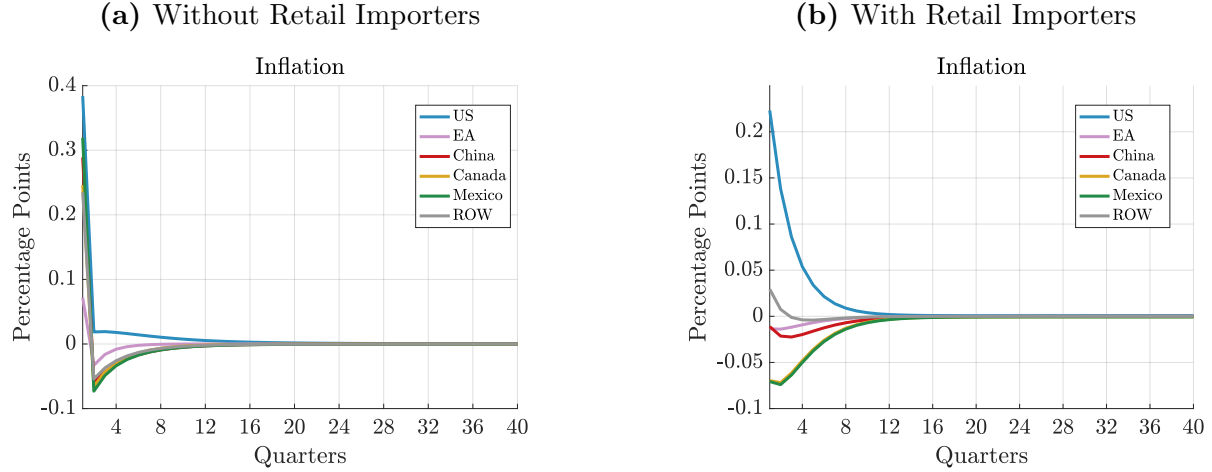 (a) Without Retail Importers
Inflation
Percentage Points
0.4
0.3
0.2
0.1
0
-0.1
US
EA
China
Canada
Mexico
ROW
4 8 12 16 20 24 28 32 36 40
Quarters
(b) With Retail Importers
Inflation
Percentage Points
0.2
0.15
0.1
0.05
0
-0.05
-0.1
US
EA
China
Canada
Mexico
ROW
4 8 12 16 20 24 28 32 36 40
Quarters